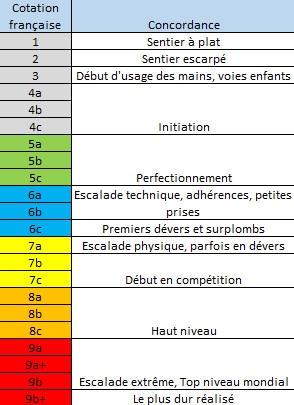 Cotation
française Concordance
1 Sentier à plat
2 Sentier escarpé
3 Début d'usage des mains, voies enfants
4a
4b
4c Initiation
5a
5b
5c Perfectionnement
6a Escalade technique, adhérences, petites
6b prises
6c Premiers dévers et surplombs
7a Escalade physique, parfois en dévers
7b
7c Début en compétition
8a
8b
8c Haut niveau
9a
9a+
9b Escalade extrême, Top niveau mondial
9b+ Le plus dur réalisé